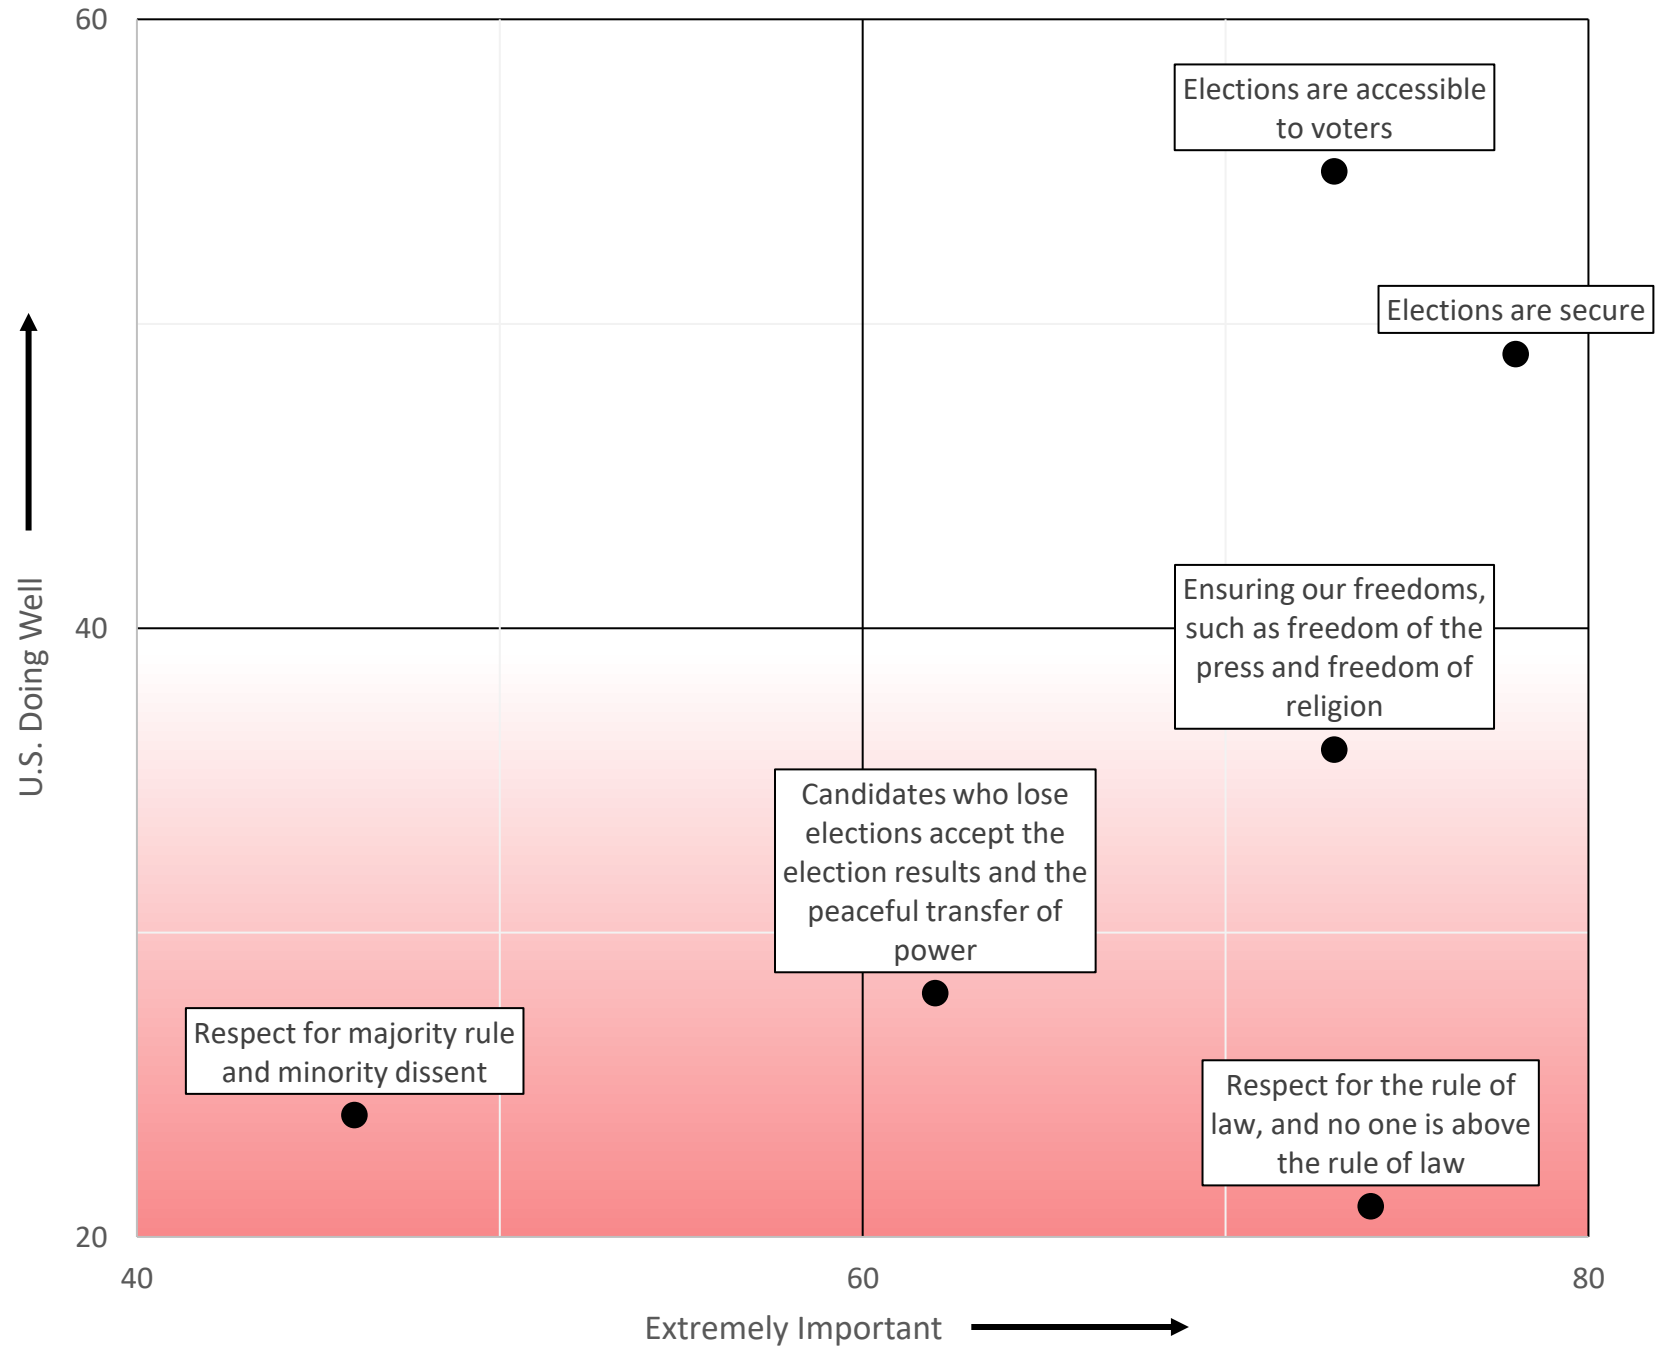 60
Elections are accessible
to voters
Elections are secure
U.S. Doing Well
40
Ensuring our freedoms,
such as freedom of the
press and freedom of
religion
Candidates who lose
elections accept the
election results and the
peaceful transfer of
power
Respect for majority rule
and minority dissent
Respect for the rule of
law, and no one is above
the rule of law
20
40
60
80
Extremely Important